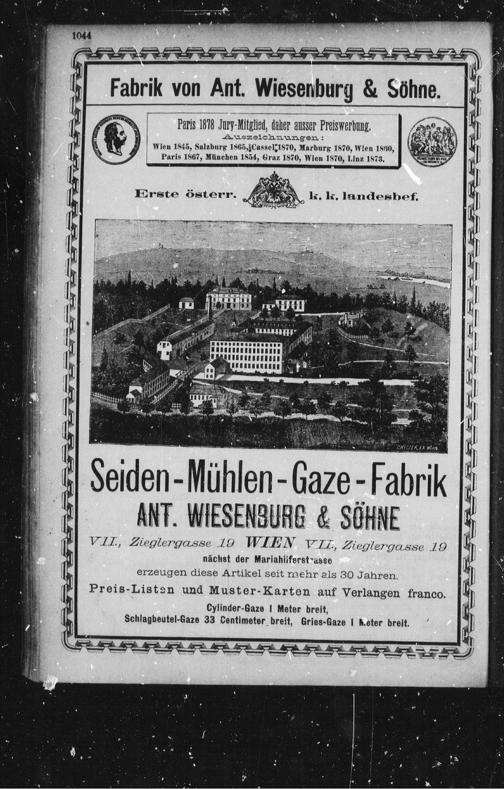 1044
Fabrik von Ant. Wiesenburg & Söhne.
Paris 1878 Jury-Mitglied, daher ausser Preiswerbung.
Auszeichnungen:
Wien 1845, Salzburg 1865, Cassel 1870, Marburg 1870, Wien 1860,
Paris 1867, München 1854, Graz 1870, Wien 1870, Linz 1873.
Erste österr. k. k. landesbef.
Seiden-Mühlen-Gaze-Fabrik
ANT. WIESENBURG & SÖHNE
VII., Zieglergasse 19 WIEN VII., Zieglergasse 19
nächst der Mariahilferstrasse
erzeugen diese Artikel seit mehr als 30 Jahren.
Preis-Listen und Muster-Karten auf Verlangen franco.
Cylinder-Gaze 1 Meter breit,
Schlagbeutel-Gaze 33 Centimeter breit, Gries-Gaze 1 Meter breit.